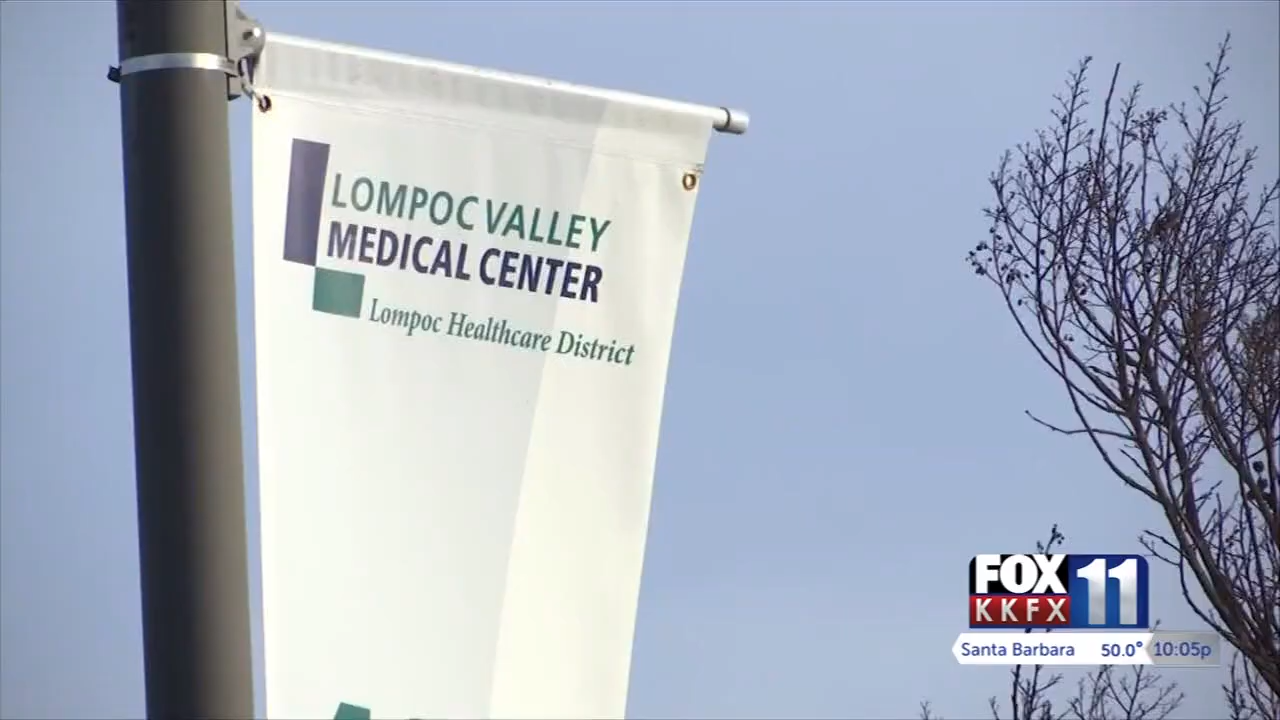 LOMPOC VALLEY
MEDICAL CENTER
Lompoc Healthcare District
FOX 11
KKFX
Santa Barbara 50.0° 10:05p